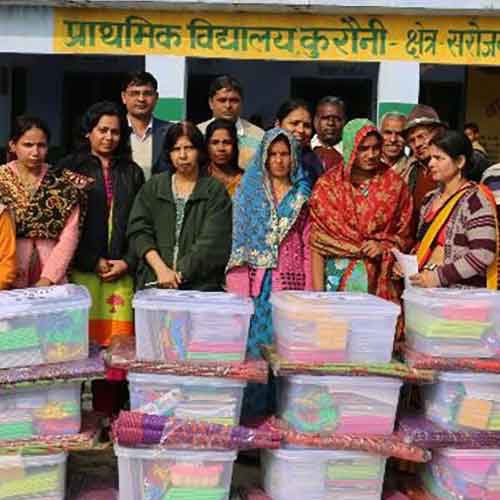 प्राथमिक विद्यालय, कुरौनी - क्षेत्र - सरोज